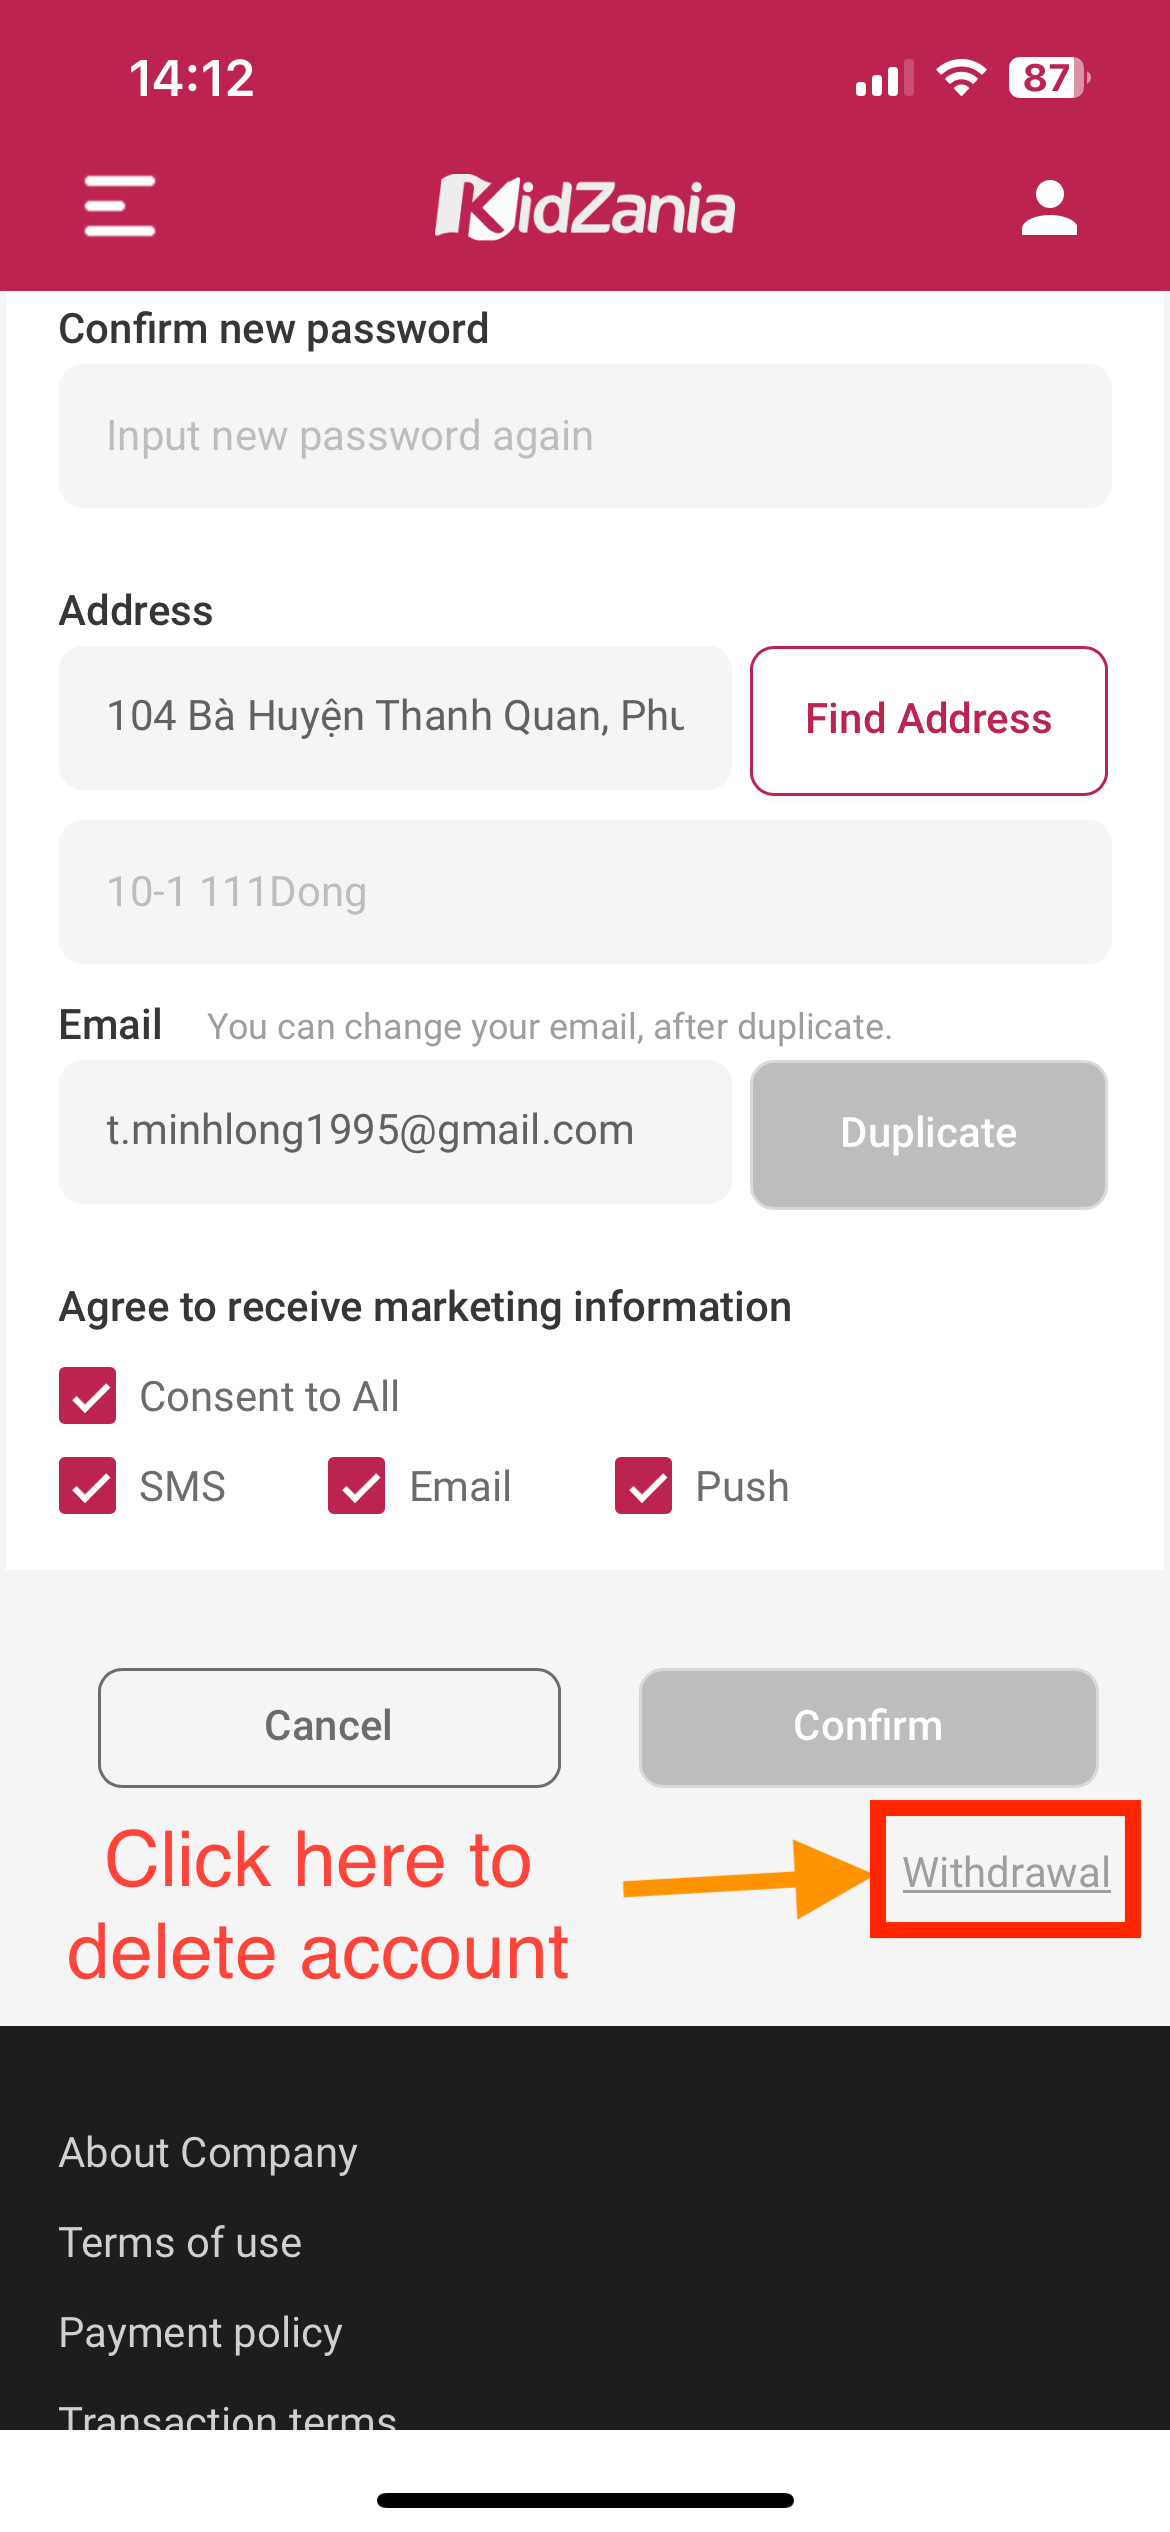 14:12
87
KidZania
Confirm new password
Input new password again
Address
104 Bà Huyện Thanh Quan, Phu
Find Address
10-1 111Dong
Email You can change your email, after duplicate.
t.minhlong1995@gmail.com
Duplicate
Agree to receive marketing information
Consent to All
SMS Email Push
Cancel
Confirm
Click here to
delete account
Withdrawal
About Company
Terms of use
Payment policy
Transaction terms